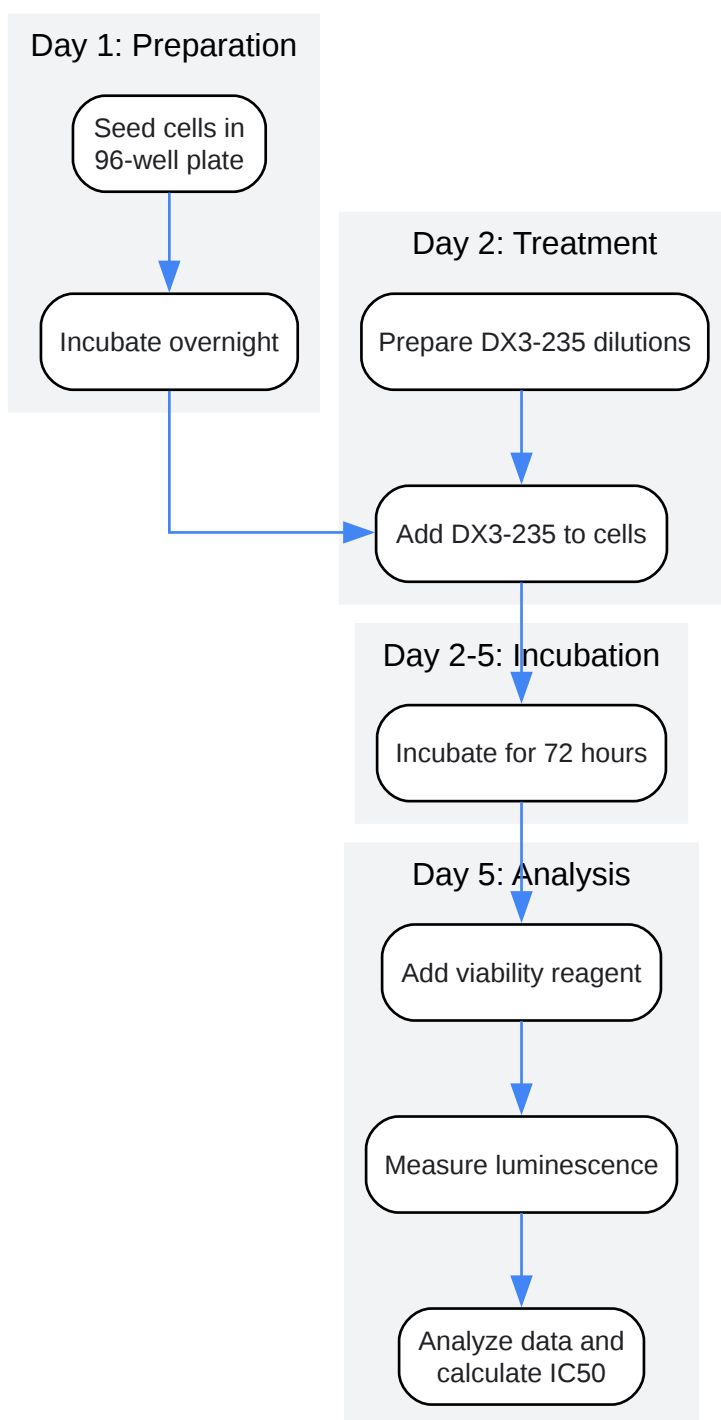 Day 1: Preparation
Seed cells in
96-well plate
Incubate overnight
Day 2: Treatment
Prepare DX3-235 dilutions
Add DX3-235 to cells
Day 2-5: Incubation
Incubate for 72 hours
Day 5: Analysis
Add viability reagent
Measure luminescence
Analyze data and
calculate IC50